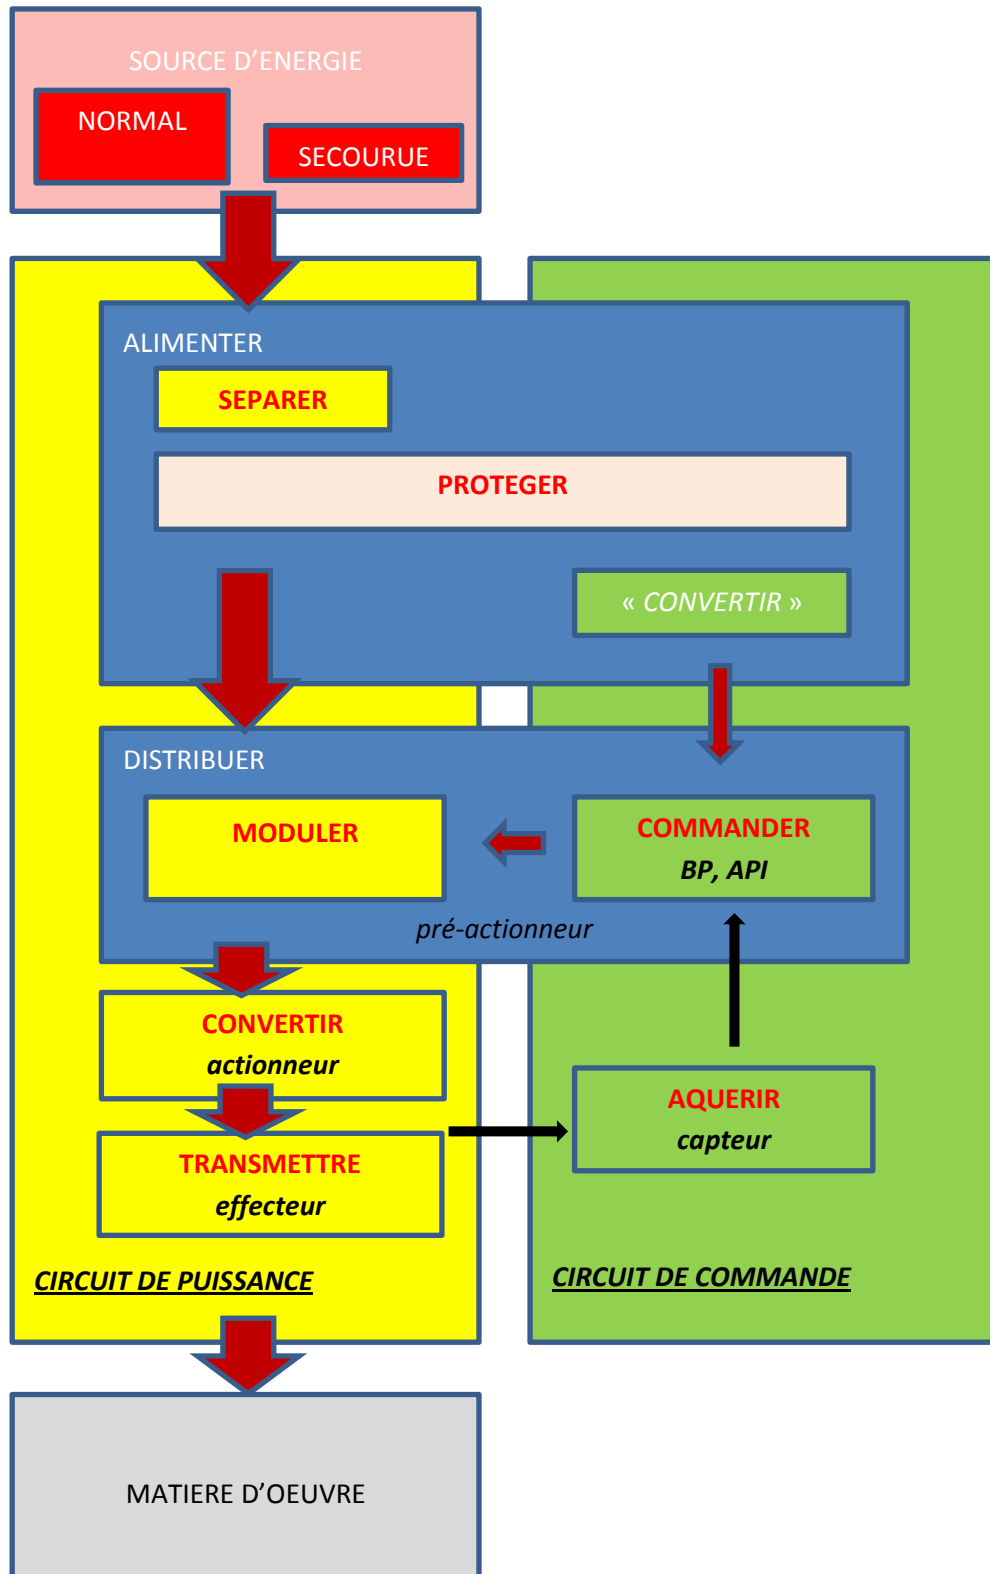 SOURCE D’ENERGIE
NORMAL
SECOURUE
ALIMENTER
SEPARER
PROTEGER
« CONVERTIR »
DISTRIBUER
MODULER
COMMANDER
BP, API
pré-actionneur
CONVERTIR
actionneur
AQUERIR
capteur
TRANSMETTRE
effecteur
CIRCUIT DE PUISSANCE
CIRCUIT DE COMMANDE
MATIERE D’OEUVRE